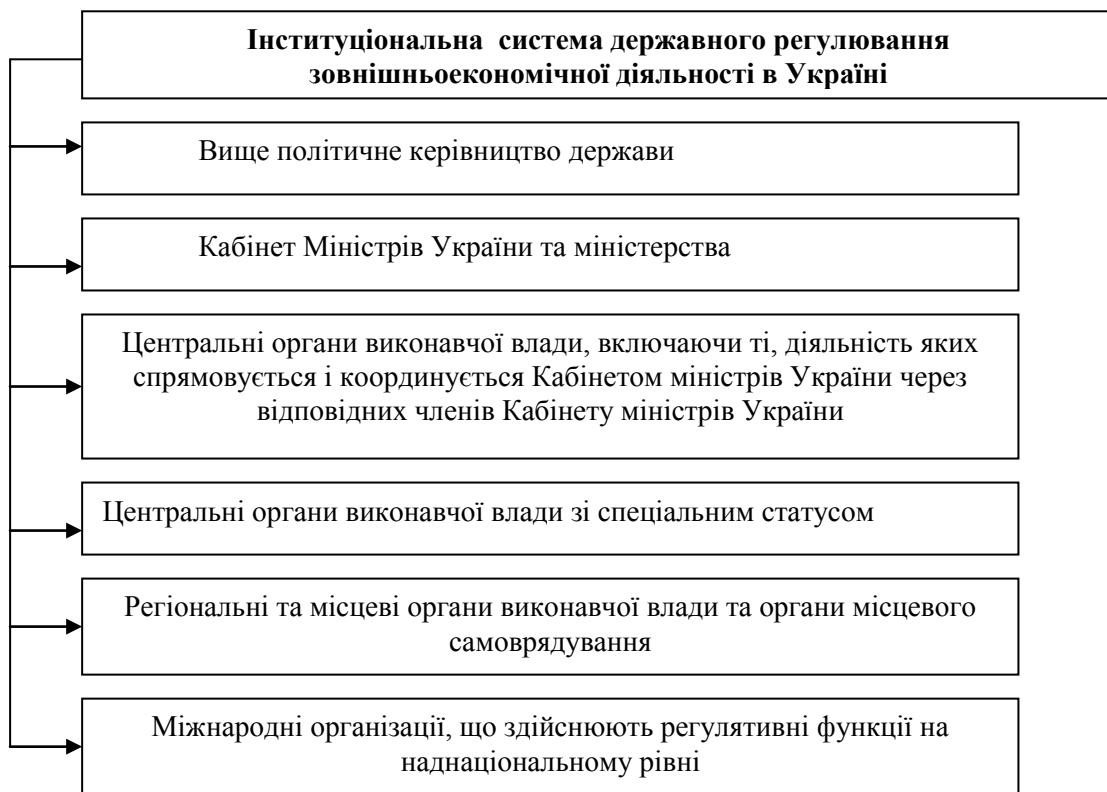 Інституціональна система державного регулювання
зовнішньоекономічної діяльності в Україні
Вище політичне керівництво держави
Кабінет Міністрів України та міністерства
Центральні органи виконавчої влади, включаючи ті, діяльність яких
спрямовується і координується Кабінетом міністрів України через
відповідних членів Кабінету міністрів України
Центральні органи виконавчої влади зі спеціальним статусом
Регіональні та місцеві органи виконавчої влади та органи місцевого
самоврядування
Міжнародні організації, що здійснюють регулятивні функції на
наднаціональному рівні